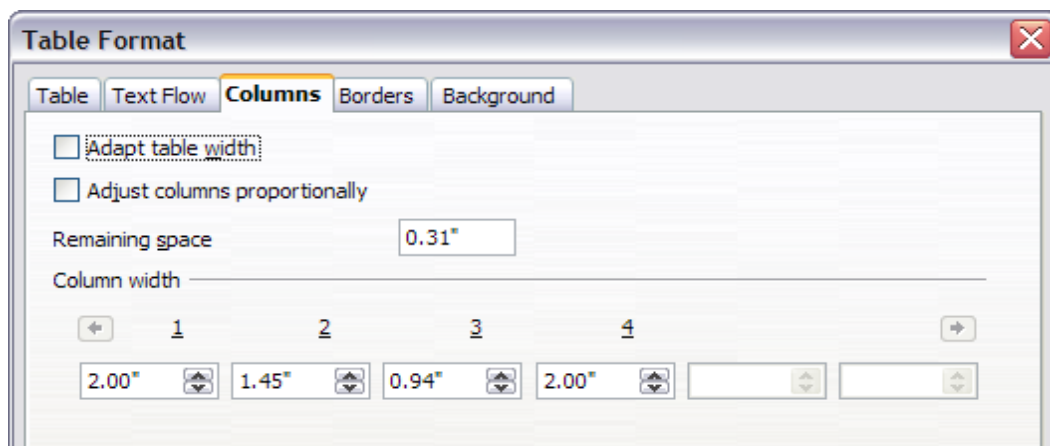 Table Format
Table Text Flow Columns Borders Background
Adapt table width
Adjust columns proportionally
Remaining space 0.31"
Column width
1 2 3 4
2.00" 1.45" 0.94" 2.00"